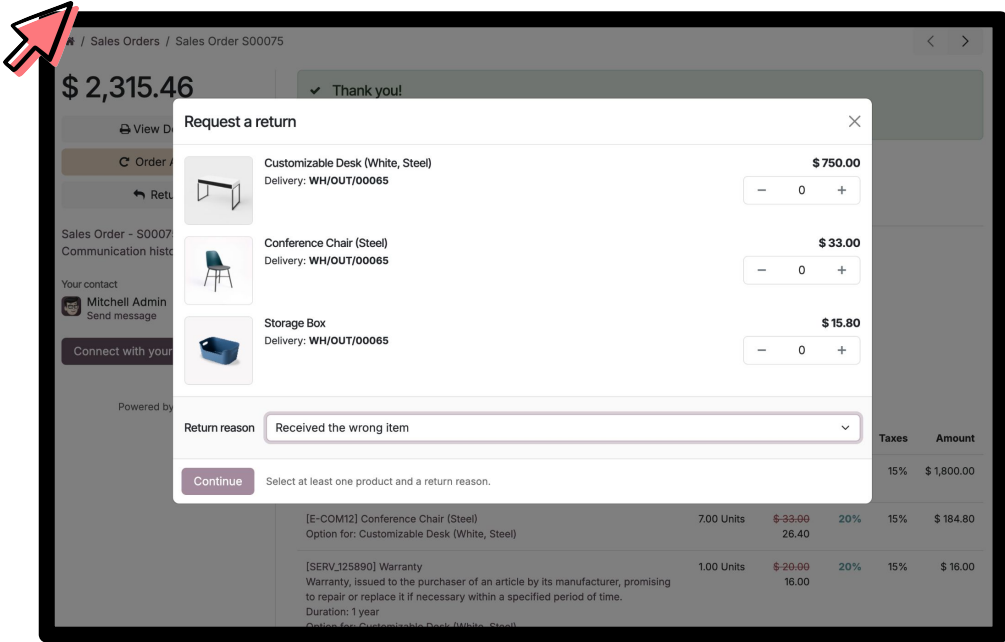 / Sales Orders / Sales Order S00075
$ 2,315.46
Thank you!
View D
Order A
Retu
Sales Order - S0007
Communication histo
Your contact
Mitchell Admin
Send message
Connect with your
Powered by
Request a return
Customizable Desk (White, Steel)
$ 750.00
Delivery: WH/OUT/00065
− 0 +
Conference Chair (Steel)
$ 33.00
Delivery: WH/OUT/00065
− 0 +
Storage Box
$ 15.80
Delivery: WH/OUT/00065
− 0 +
Return reason
Received the wrong item
Continue
Select at least one product and a return reason.
Taxes Amount
15% $ 1,800.00
[E-COM12] Conference Chair (Steel) 7.00 Units $ 33.00 20% 15% $ 184.80
Option for: Customizable Desk (White, Steel) 26.40
[SERV_125890] Warranty 1.00 Units $ 20.00 20% 15% $ 16.00
Warranty, issued to the purchaser of an article by its manufacturer, promising 16.00
to repair or replace it if necessary within a specified period of time.
Duration: 1 year
Option for: Customizable Desk (White, Steel)